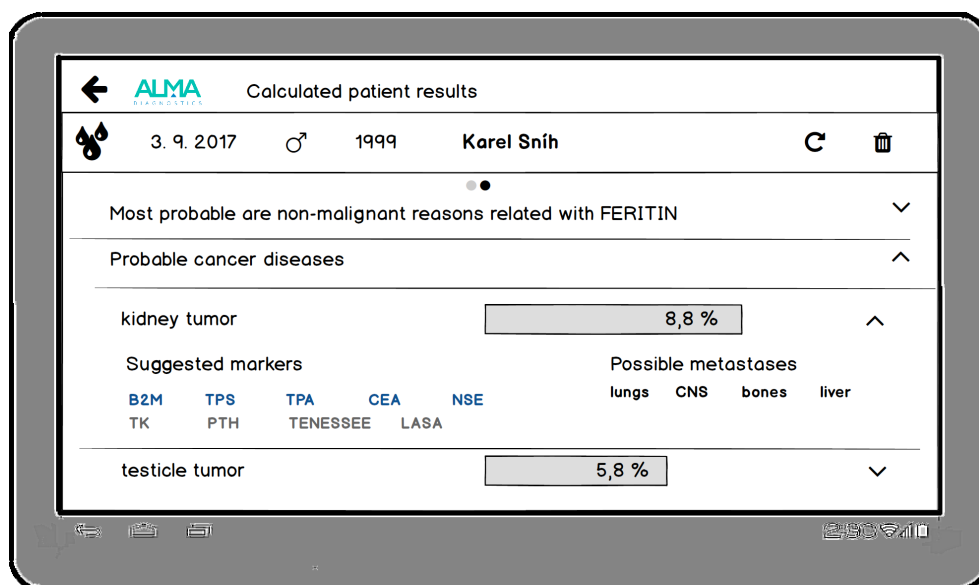 ALMA Calculated patient results
DIAGNOSTICS
3. 9. 2017 1999 Karel Sníh
Most probable are non-malignant reasons related with FERITIN
Probable cancer diseases
kidney tumor 8,8 %
Suggested markers Possible metastases
B2M TPS TPA CEA NSE lungs CNS bones liver
TK PTH TENESSEE LASA
testicle tumor 5,8 %